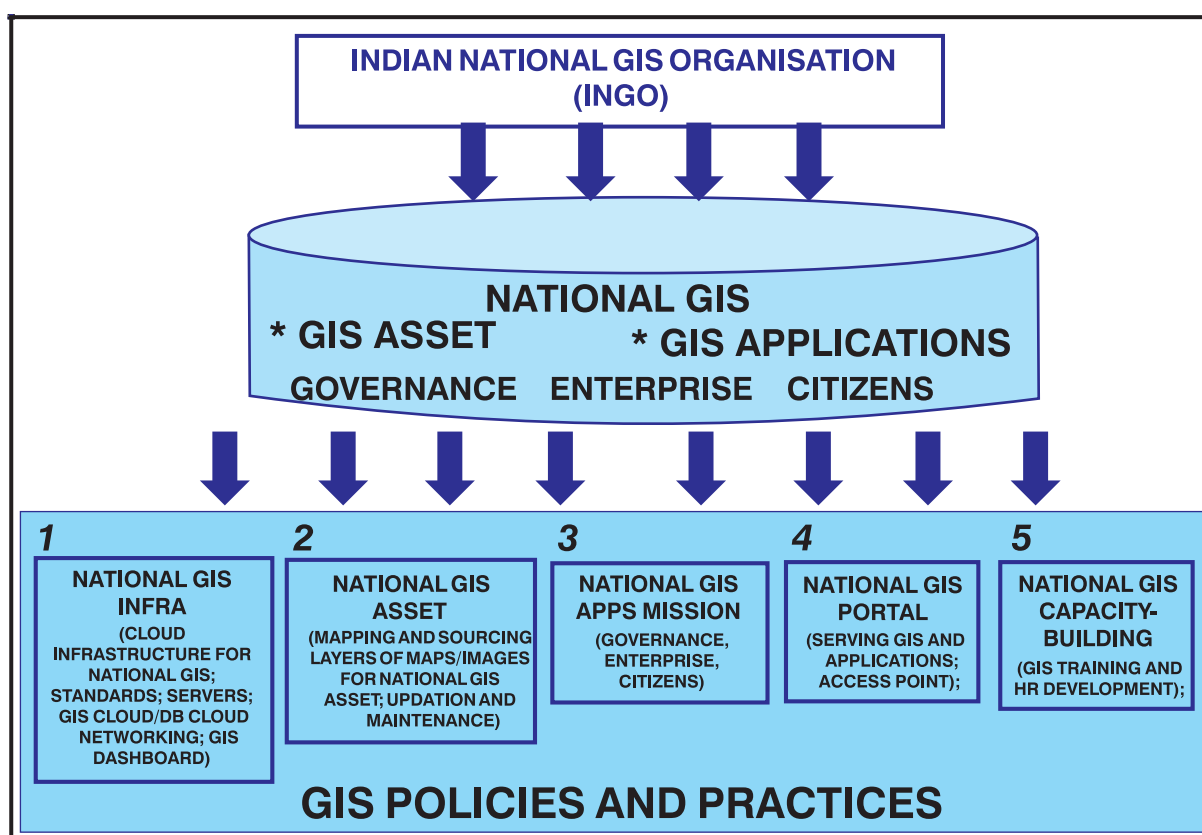 INDIAN NATIONAL GIS ORGANISATION
(INGO)
NATIONAL GIS
* GIS ASSET
* GIS APPLICATIONS
GOVERNANCE ENTERPRISE CITIZENS
1
NATIONAL GIS
INFRA
(CLOUD
INFRASTRUCTURE FOR
NATIONAL GIS;
STANDARDS; SERVERS;
GIS CLOUD/DB CLOUD
NETWORKING; GIS
DASHBOARD)
2
NATIONAL GIS
ASSET
(MAPPING AND SOURCING
LAYERS OF MAPS/IMAGES
FOR NATIONAL GIS
ASSET; UPDATION AND
MAINTENANCE)
3
NATIONAL GIS
APPS MISSION
(GOVERNANCE,
ENTERPRISE,
CITIZENS)
4
NATIONAL GIS
PORTAL
(SERVING GIS AND
APPLICATIONS;
ACCESS POINT);
5
NATIONAL GIS
CAPACITY-
BUILDING
(GIS TRAINING AND
HR DEVELOPMENT);
GIS POLICIES AND PRACTICES